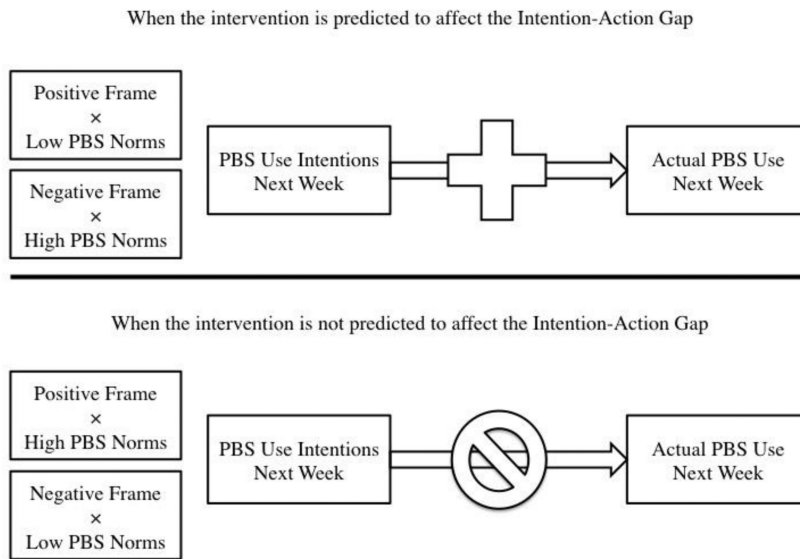 When the intervention is predicted to affect the Intention-Action Gap
Positive Frame
×
Low PBS Norms
Negative Frame
×
High PBS Norms
PBS Use Intentions
Next Week
Actual PBS Use
Next Week
When the intervention is not predicted to affect the Intention-Action Gap
Positive Frame
×
High PBS Norms
Negative Frame
×
Low PBS Norms
PBS Use Intentions
Next Week
Actual PBS Use
Next Week